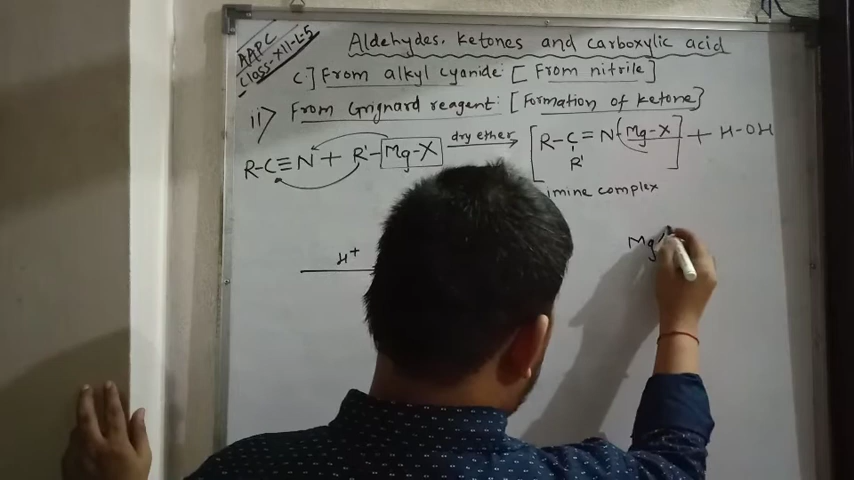 AAPC
Class-XII-L-5
Aldehydes, ketones and carboxylic acid
C] From alkyl cyanide: [From nitrile]
ii> From Grignard reagent: [Formation of ketone]
R-C≡N + R'-Mg-X dry ether [R-C=N-(Mg-X] + H-OH
R'
imine complex
H+
Mg